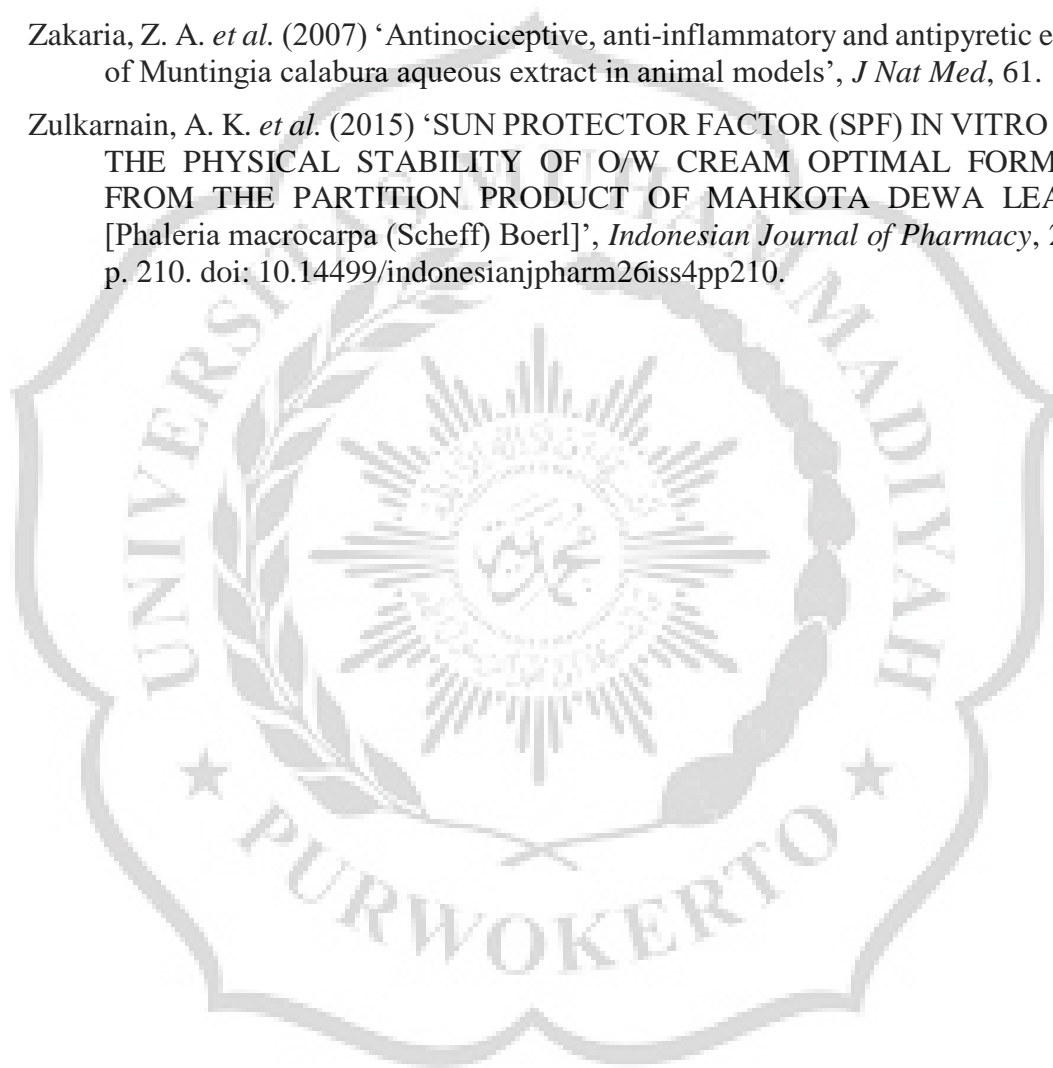 Zakaria, Z. A. et al. (2007) ‘Antinociceptive, anti-inflammatory and antipyretic
of Muntingia calabura aqueous extract in animal models’, J Nat Med, 61.
Zulkarnain, A. K. et al. (2015) ‘SUN PROTECTOR FACTOR (SPF) IN VITRO
THE PHYSICAL STABILITY OF O/W CREAM OPTIMAL
FROM THE PARTITION PRODUCT OF MAHKOTA DEWA
[Phaleria macrocarpa (Scheff) Boerl]’, Indonesian Journal of Pharmacy,
p. 210. doi: 10.14499/indonesianjpharm26iss4pp210.
UNIVERSITAS MUHAMMADIYAH
محمد
★ PURWOKERTO ★